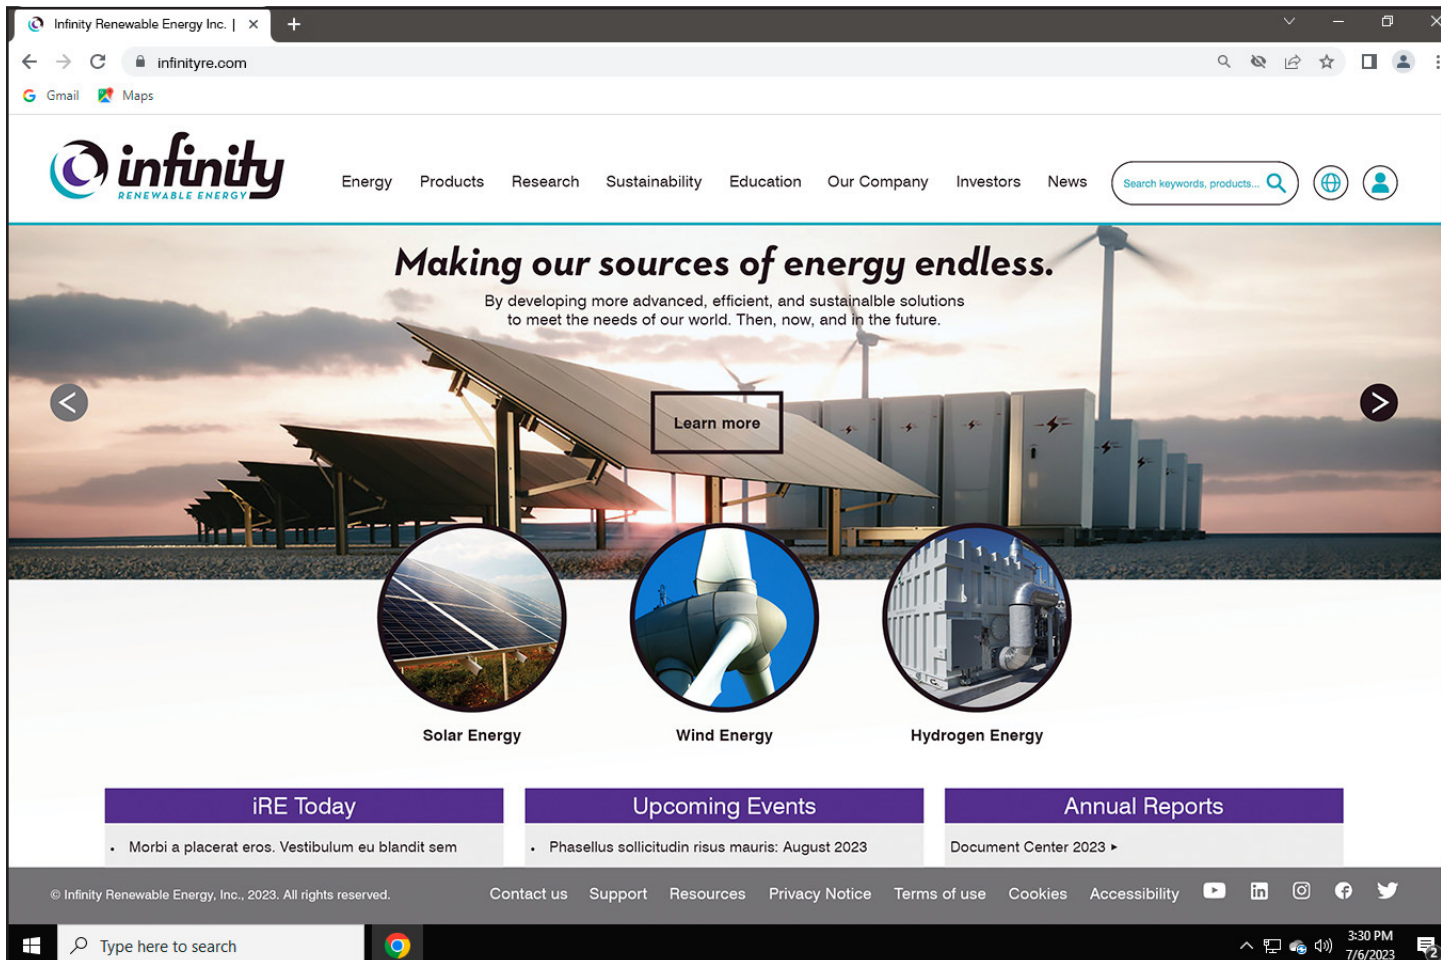 Infinity Renewable Energy Inc. |
infinityre.com
Gmail Maps
infinity
RENEWABLE ENERGY
Energy Products Research Sustainability Education Our Company Investors News Search keywords, products...
Making our sources of energy endless.
By developing more advanced, efficient, and sustainalble solutions
to meet the needs of our world. Then, now, and in the future.
Learn more
Solar Energy Wind Energy Hydrogen Energy
iRE Today Upcoming Events Annual Reports
• Morbi a placerat eros. Vestibulum eu blandit sem • Phasellus sollicitudin risus mauris: August 2023 Document Center 2023 ▸
© Infinity Renewable Energy, Inc., 2023. All rights reserved. Contact us Support Resources Privacy Notice Terms of use Cookies Accessibility
Type here to search
3:30 PM
7/6/2023
2